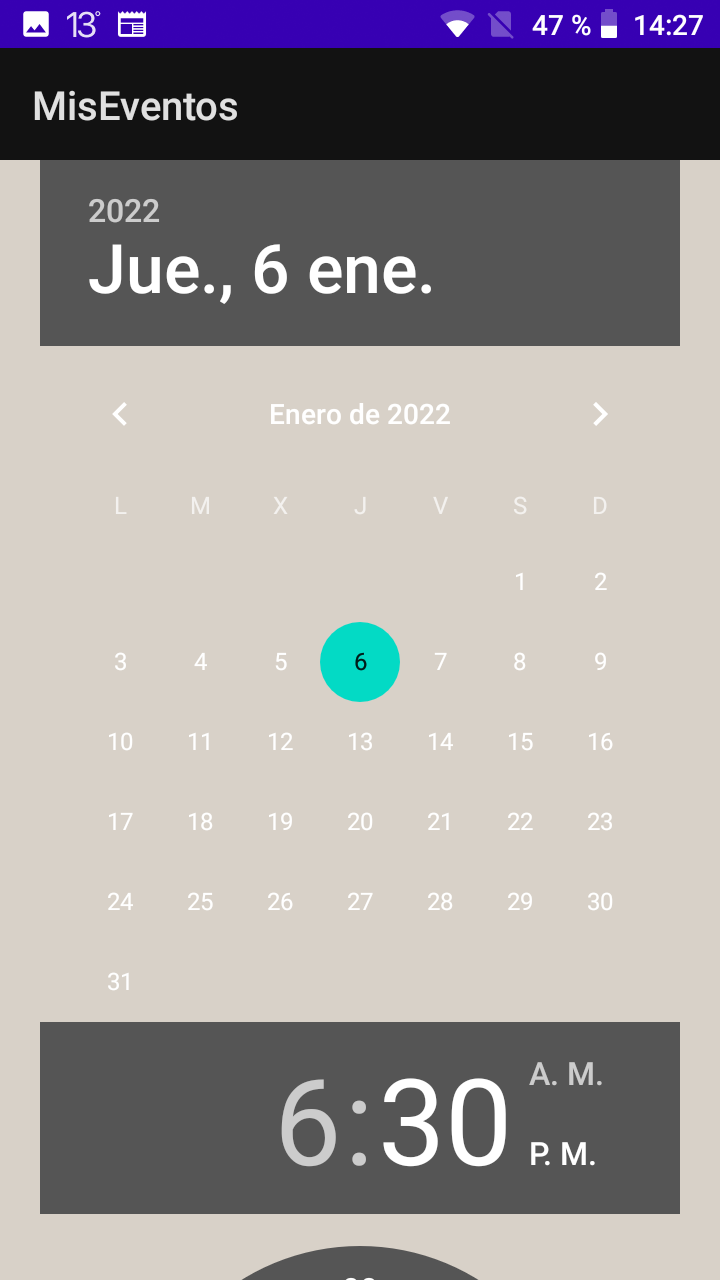 13° 47 % 14:27
MisEventos
2022
Jue., 6 ene.
Enero de 2022
L M X J V S D
1 2
3 4 5 6 7 8 9
10 11 12 13 14 15 16
17 18 19 20 21 22 23
24 25 26 27 28 29 30
31
6:30 A. M.
P. M.